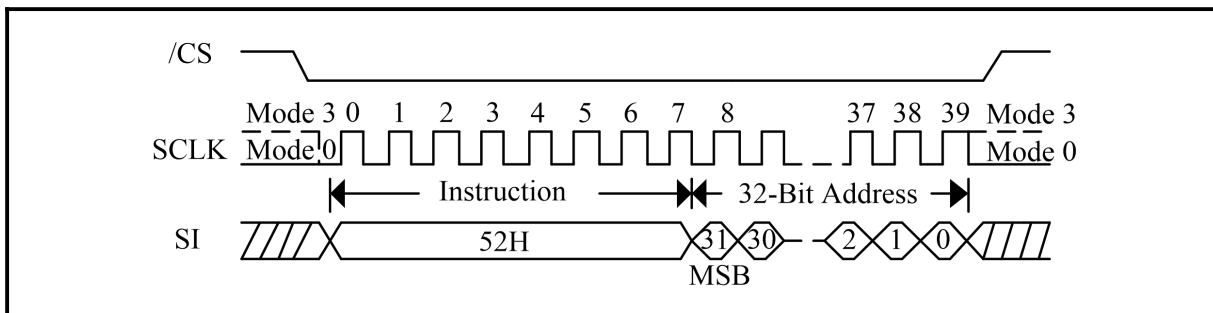 /CS
Mode 3 0 1 2 3 4 5 6 7 8 37 38 39 Mode 3
SCLK Mode 0 Mode 0
Instruction 32-Bit Address
SI 52H 31 30 2 1 0
MSB